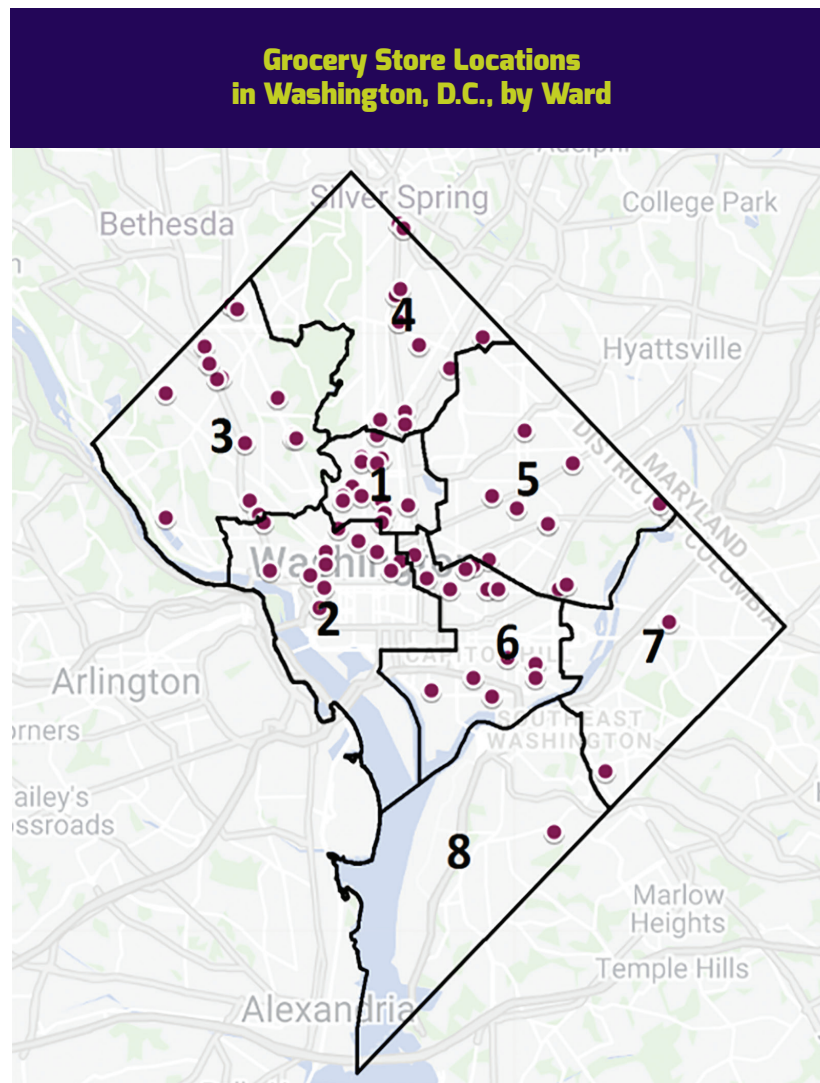 Grocery Store Locations
in Washington, D.C., by Ward
Silver Spring
College Park
Bethesda
4
Hyattsville
3
1
5
DISTRICT
MARYLAND
COLUMBIA
Washington
2
6
7
CAPITOL HILL
Arlington
SOUTHEAST
WASHINGTON
8
Marlow
Heights
Temple Hills
Alexandria